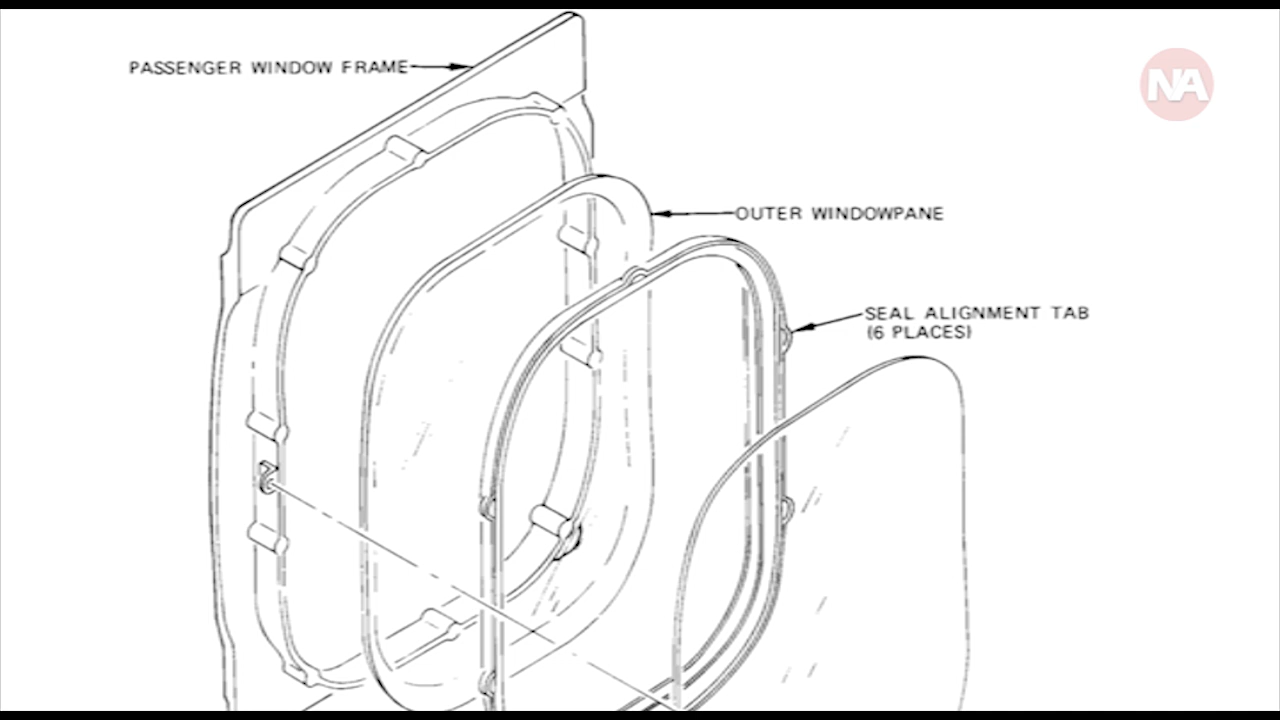 PASSENGER WINDOW FRAME
NA
OUTER WINDOWPANE
SEAL ALIGNMENT TAB
(6 PLACES)